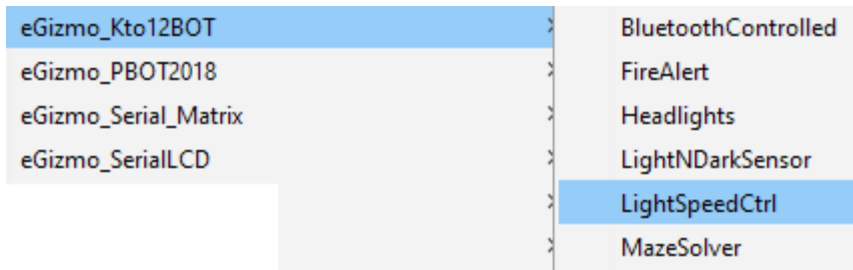 eGizmo_Kto12BOT
eGizmo_PBOT2018
eGizmo_Serial_Matrix
eGizmo_SerialLCD
BluetoothControlled
FireAlert
Headlights
LightNDarkSensor
LightSpeedCtrl
MazeSolver